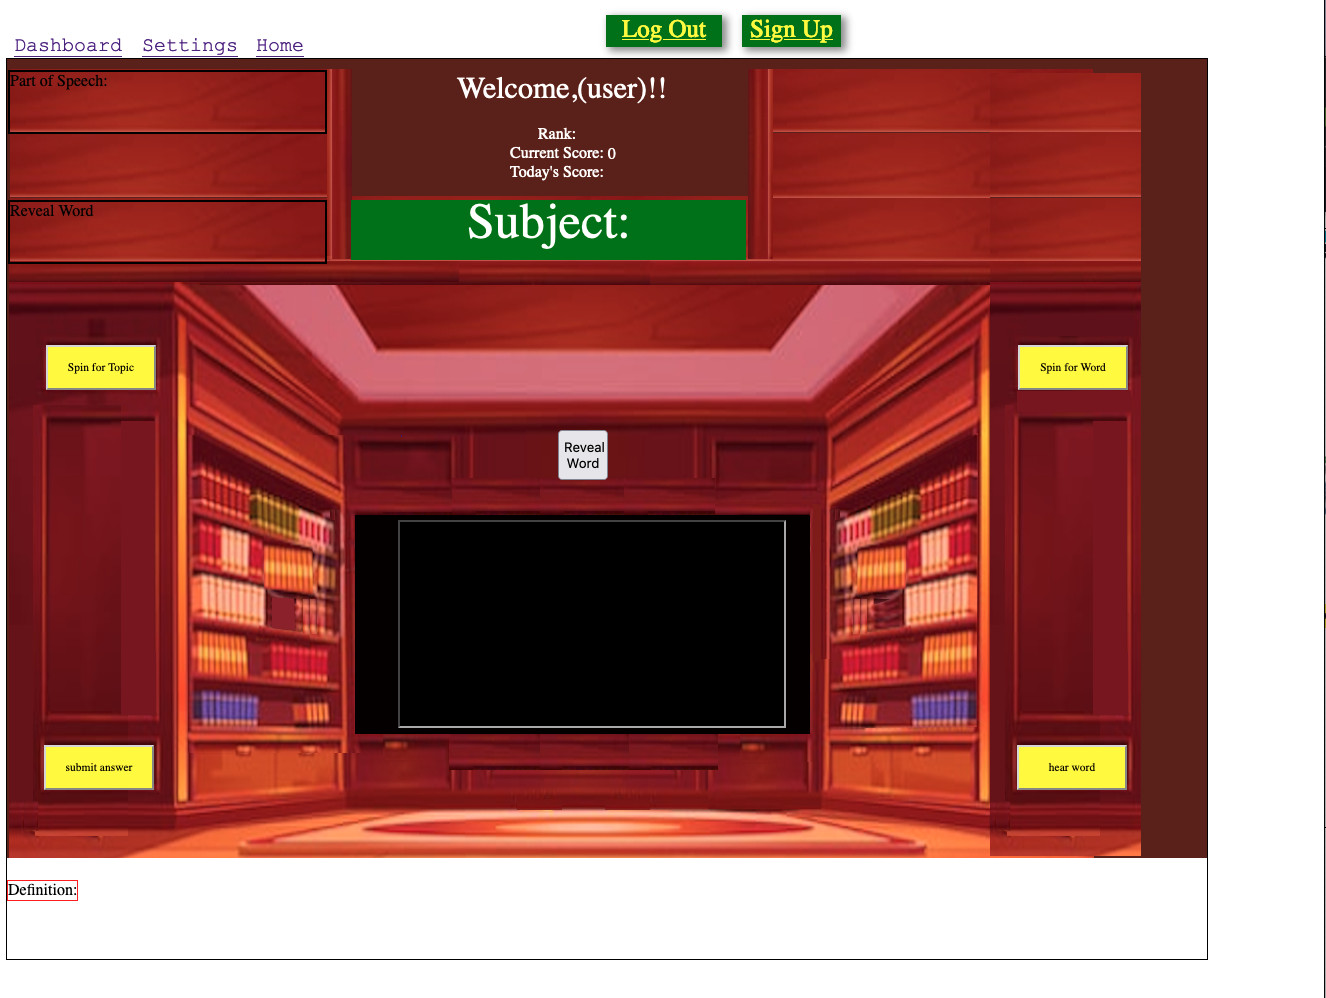 Log Out Sign Up
Dashboard Settings Home
Part of Speech:
Welcome,(user)!!
Rank:
Current Score: 0
Today's Score:
Reveal Word
Subject:
Spin for Topic
Spin for Word
Reveal
Word
submit answer
hear word
Definition: